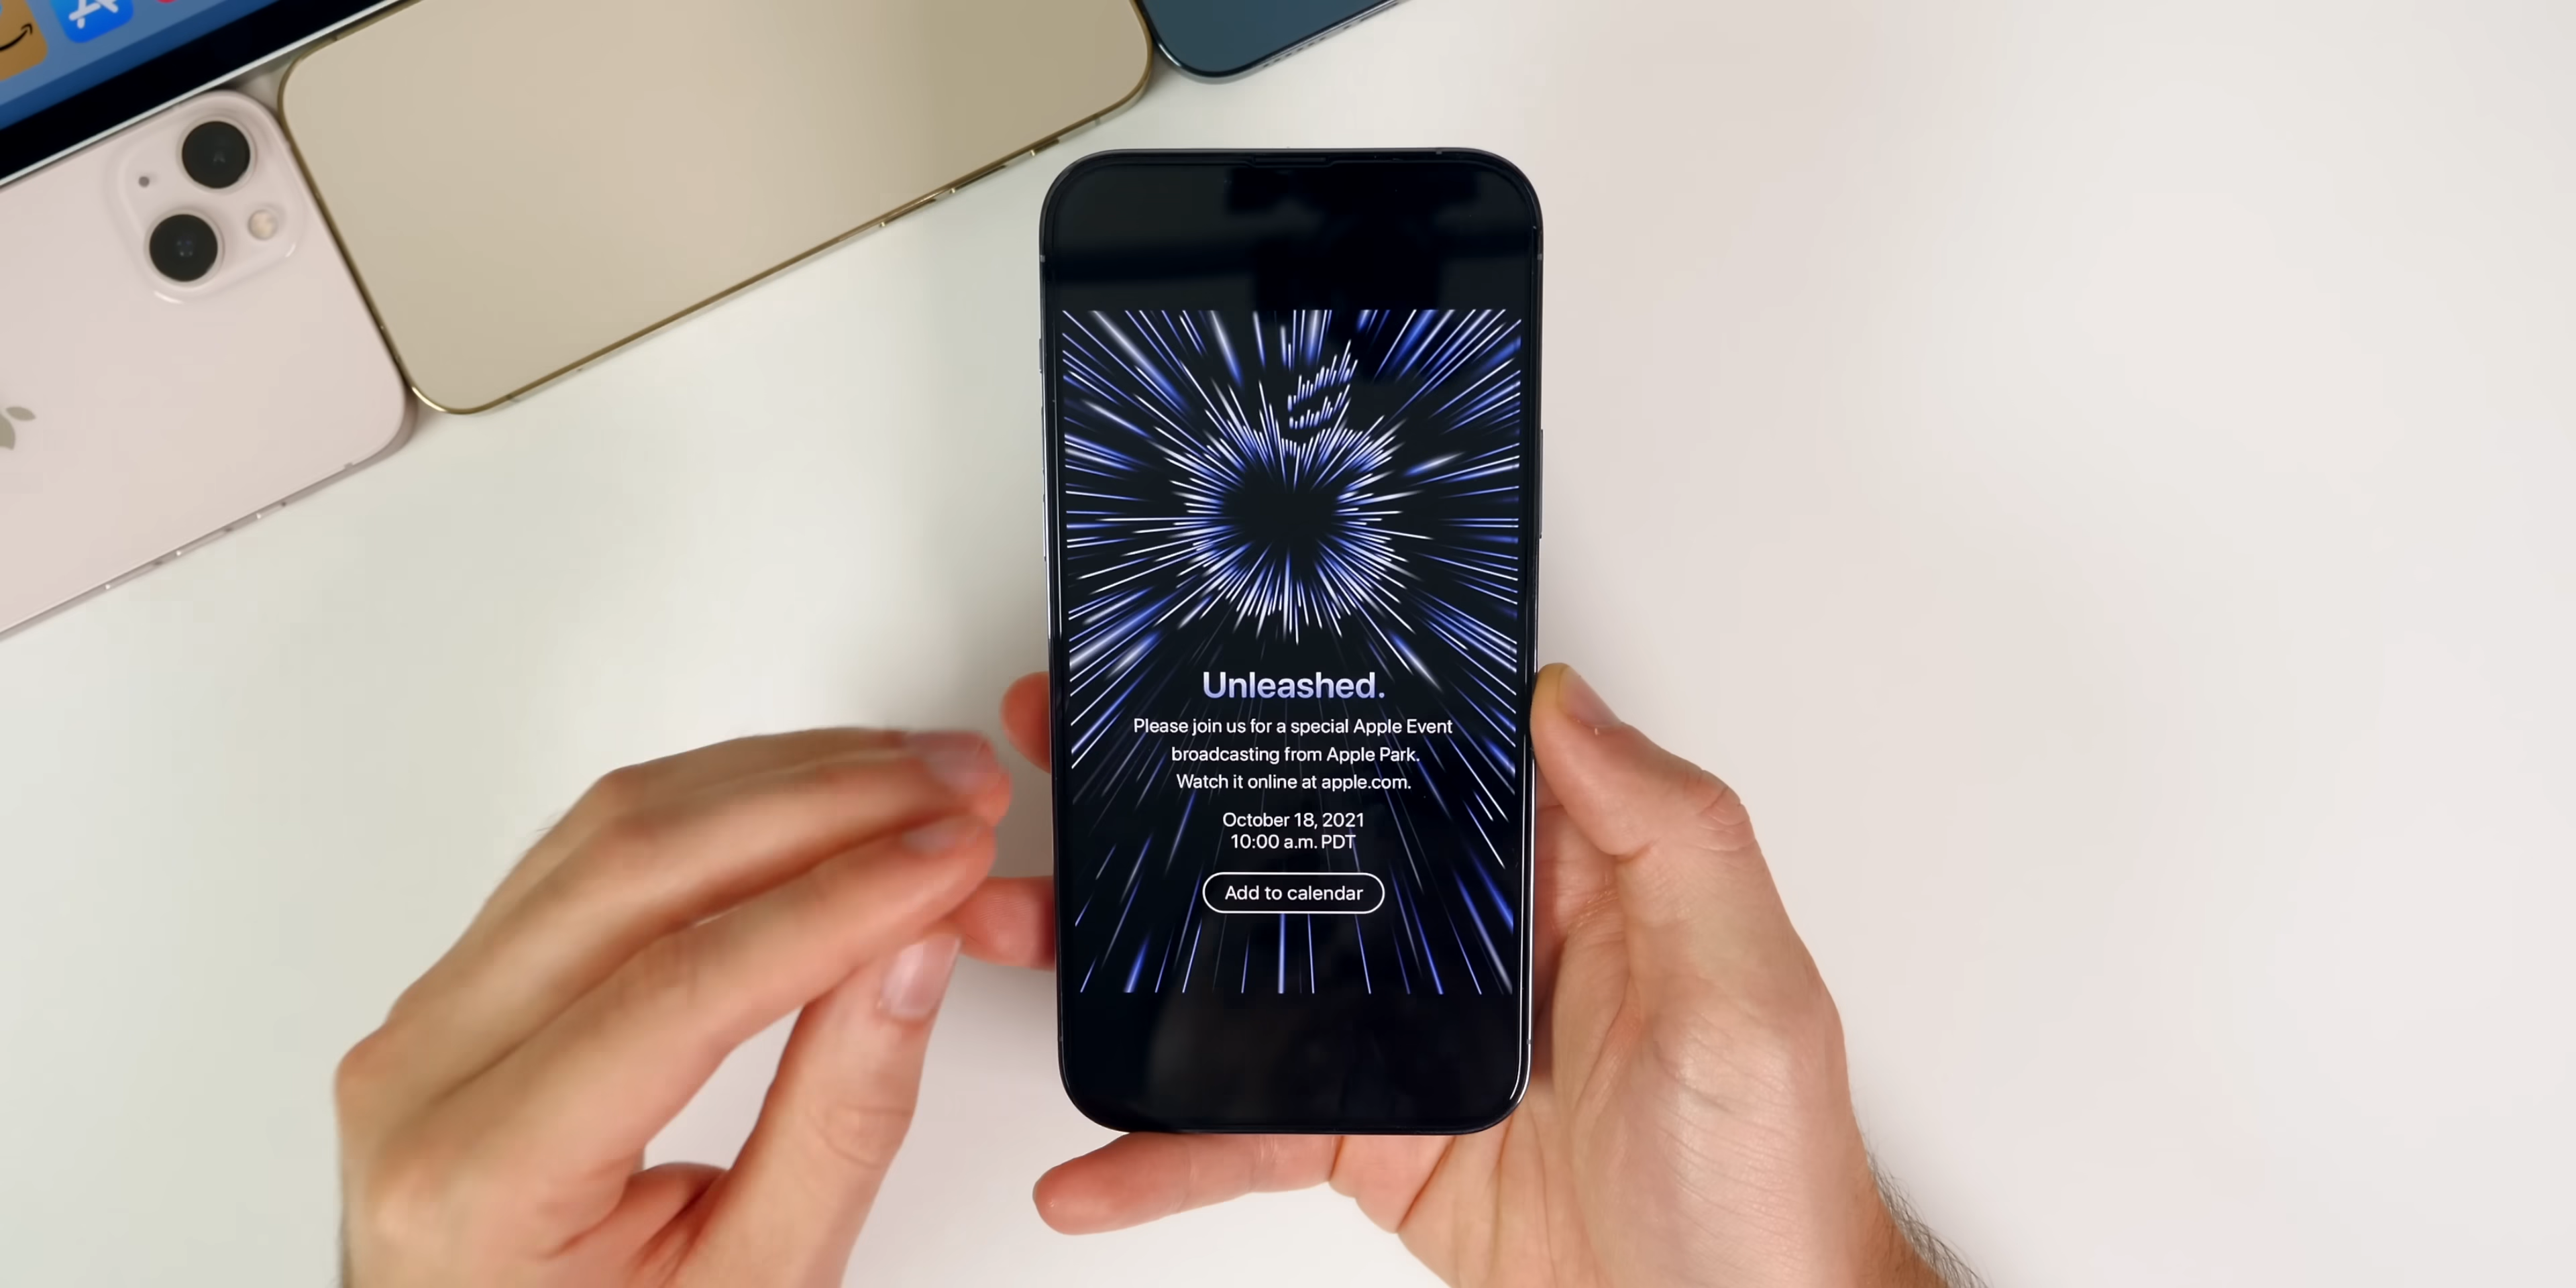 Unleashed.
Please join us for a special Apple Event
broadcasting from Apple Park.
Watch it online at apple.com.
October 18, 2021
10:00 a.m. PDT
Add to calendar